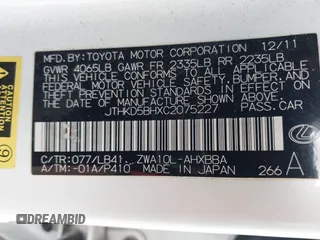 MFD. BY: TOYOTA MOTOR CORPORATION 12/11
GVWR 4065LB GAWR FR 2335LB RR 2235LB
THIS VEHICLE CONFORMS TO ALL APPLICABLE
FEDERAL MOTOR VEHICLE SAFETY, BUMPER, AND
THEFT PREVENTION STANDARDS IN EFFECT ON
THE DATE OF MANUFACTURE SHOWN ABOVE.
JTHKD5BHXC2075227 PASS. CAR
C/TR: 077/LB41. ZWA10L-AHXBBA
A/TM: -01A/P410 MADE IN JAPAN 266 A
RIDESAFELY